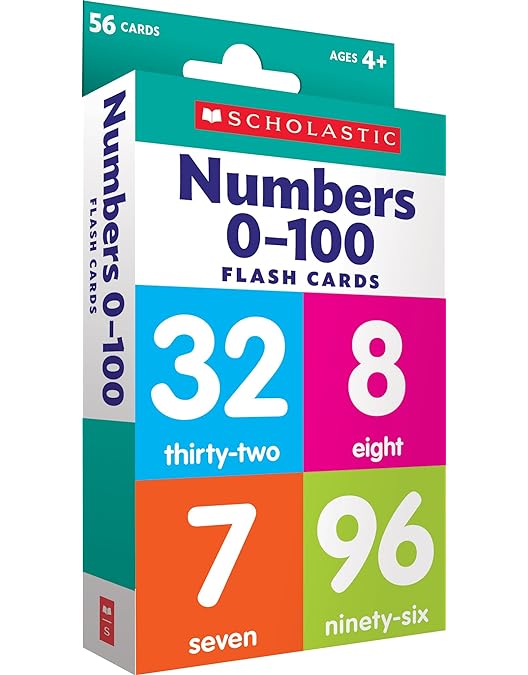 56 CARDS
AGES 4+
SCHOLASTIC
Numbers
0–100
FLASH CARDS
32
thirty-two
8
eight
7
seven
96
ninety-six
Numbers 0–100
FLASH CARDS
S